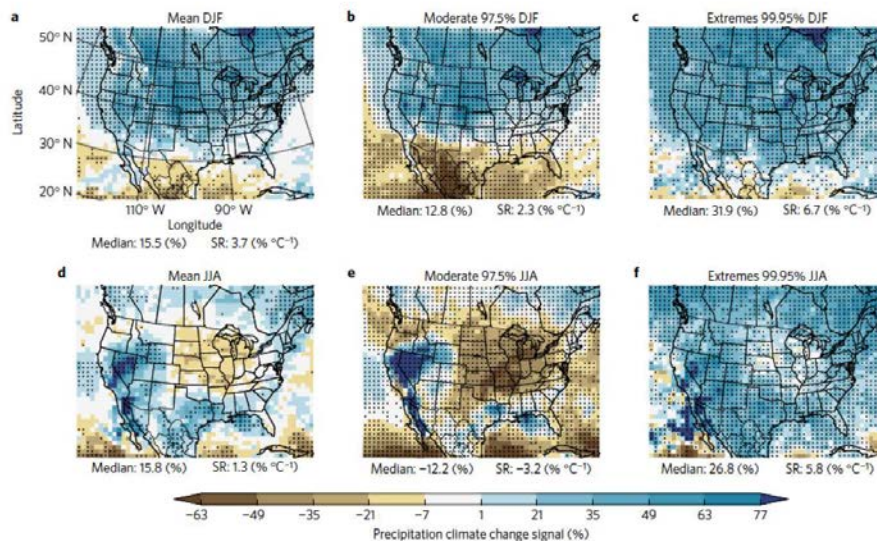 a Mean DJF
b Moderate 97.5% DJF
c Extremes 99.95% DJF
50° N
40° N
30° N
20° N
Latitude
110° W 90° W
Longitude
Median: 15.5 (%) SR: 3.7 (% °C⁻¹)
Median: 12.8 (%) SR: 2.3 (% °C⁻¹)
Median: 31.9 (%) SR: 6.7 (% °C⁻¹)
d Mean JJA
e Moderate 97.5% JJA
f Extremes 99.95% JJA
Median: 15.8 (%) SR: 1.3 (% °C⁻¹)
Median: −12.2 (%) SR: −3.2 (% °C⁻¹)
Median: 26.8 (%) SR: 5.8 (% °C⁻¹)
−63 −49 −35 −21 −7 1 21 35 49 63 77
Precipitation climate change signal (%)